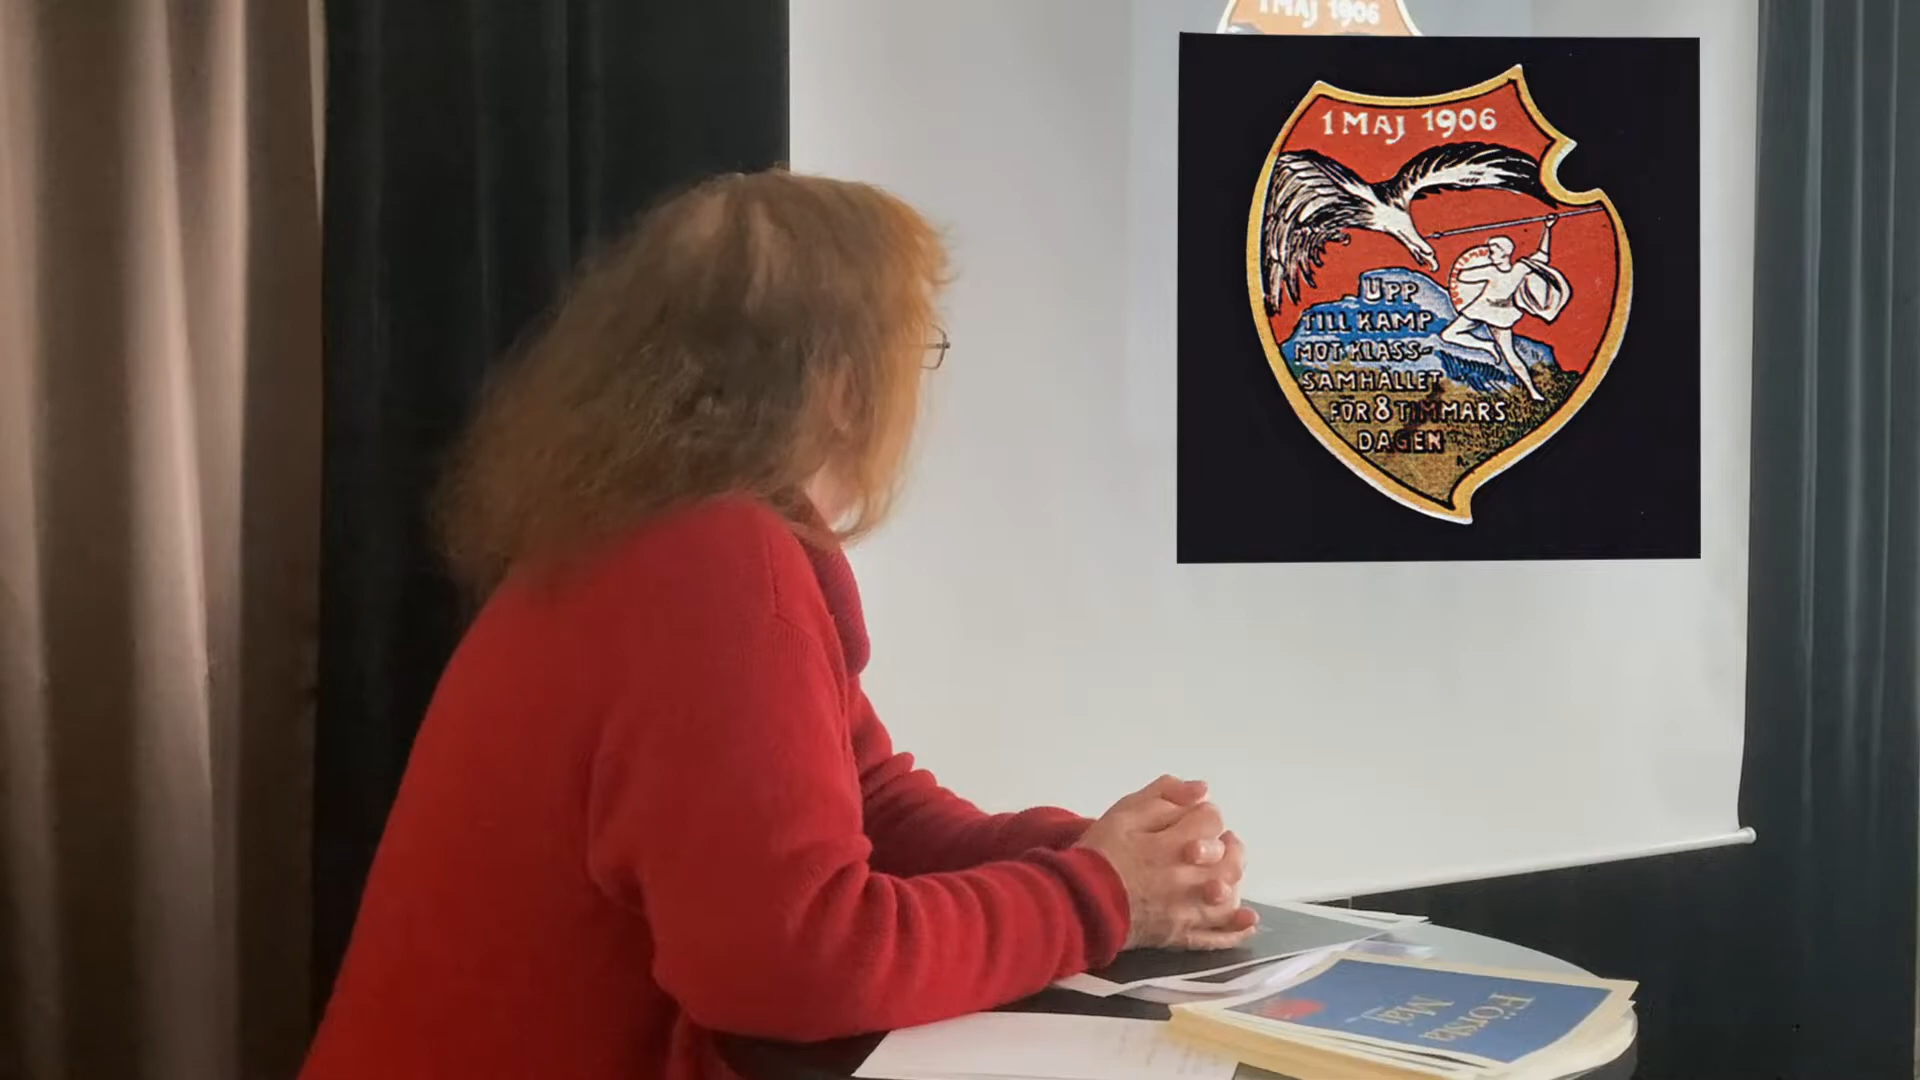 1 MAJ 1906
1 MAJ 1906
UPP
TILL KAMP
MOT KLASS-
SAMHÄLLET
FÖR 8 TIMMARS
DAGEN
Första
Maj